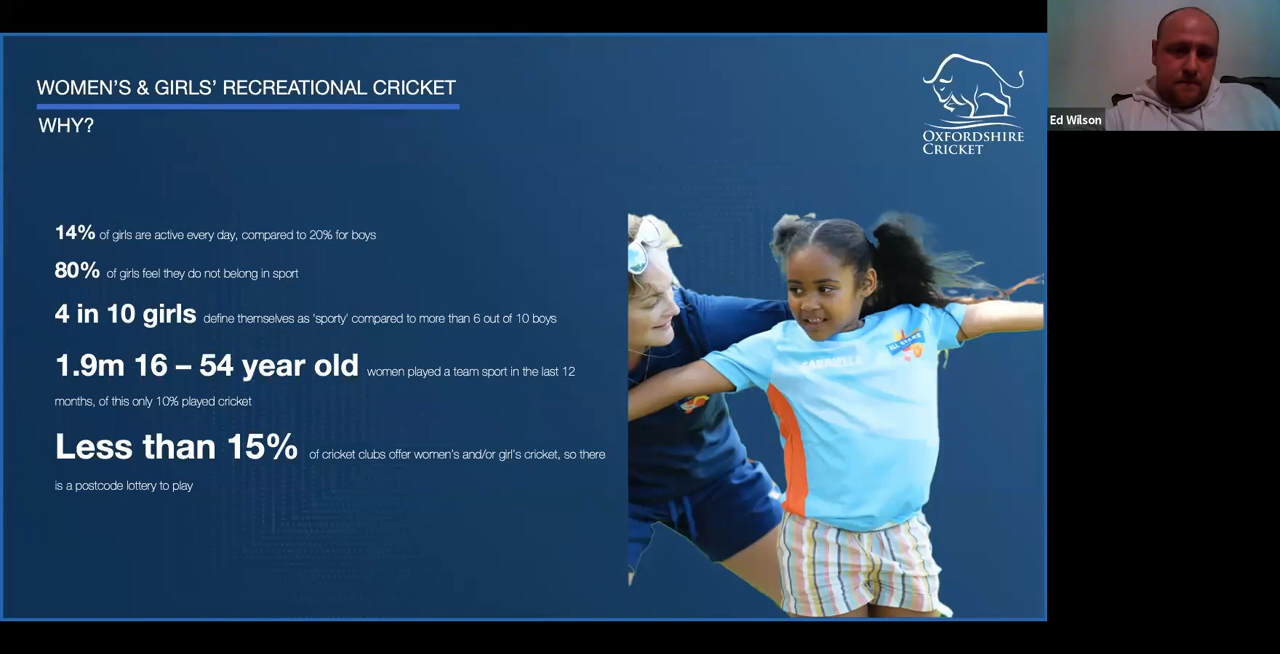 WOMEN'S & GIRLS' RECREATIONAL CRICKET
WHY?
OXFORDSHIRE
CRICKET
Ed Wilson
14% of girls are active every day, compared to 20% for boys
80% of girls feel they do not belong in sport
4 in 10 girls define themselves as 'sporty' compared to more than 6 out of 10 boys
1.9m 16 – 54 year old women played a team sport in the last 12
months, of this only 10% played cricket
Less than 15% of cricket clubs offer women's and/or girl's cricket, so there
is a postcode lottery to play
ALL STARS
GABRIELLA